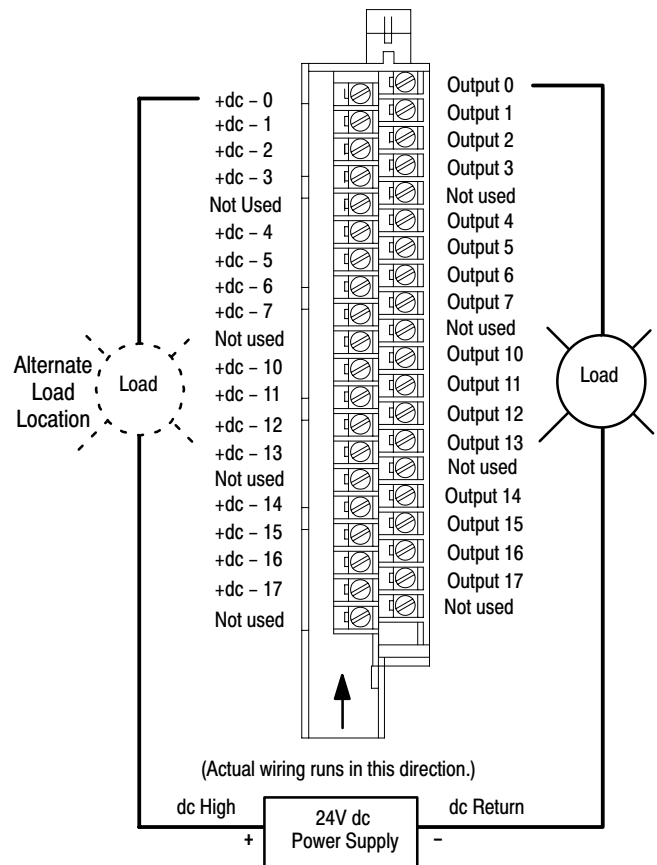 +dc – 0
+dc – 1
+dc – 2
+dc – 3
Not Used
+dc – 4
+dc – 5
+dc – 6
+dc – 7
Not used
+dc – 10
+dc – 11
+dc – 12
+dc – 13
Not used
+dc – 14
+dc – 15
+dc – 16
+dc – 17
Not used
Output 0
Output 1
Output 2
Output 3
Not used
Output 4
Output 5
Output 6
Output 7
Not used
Output 10
Output 11
Output 12
Output 13
Not used
Output 14
Output 15
Output 16
Output 17
Not used
Alternate
Load
Location
Load
Load
(Actual wiring runs in this direction.)
dc High
+
24V dc
Power Supply
dc Return
–